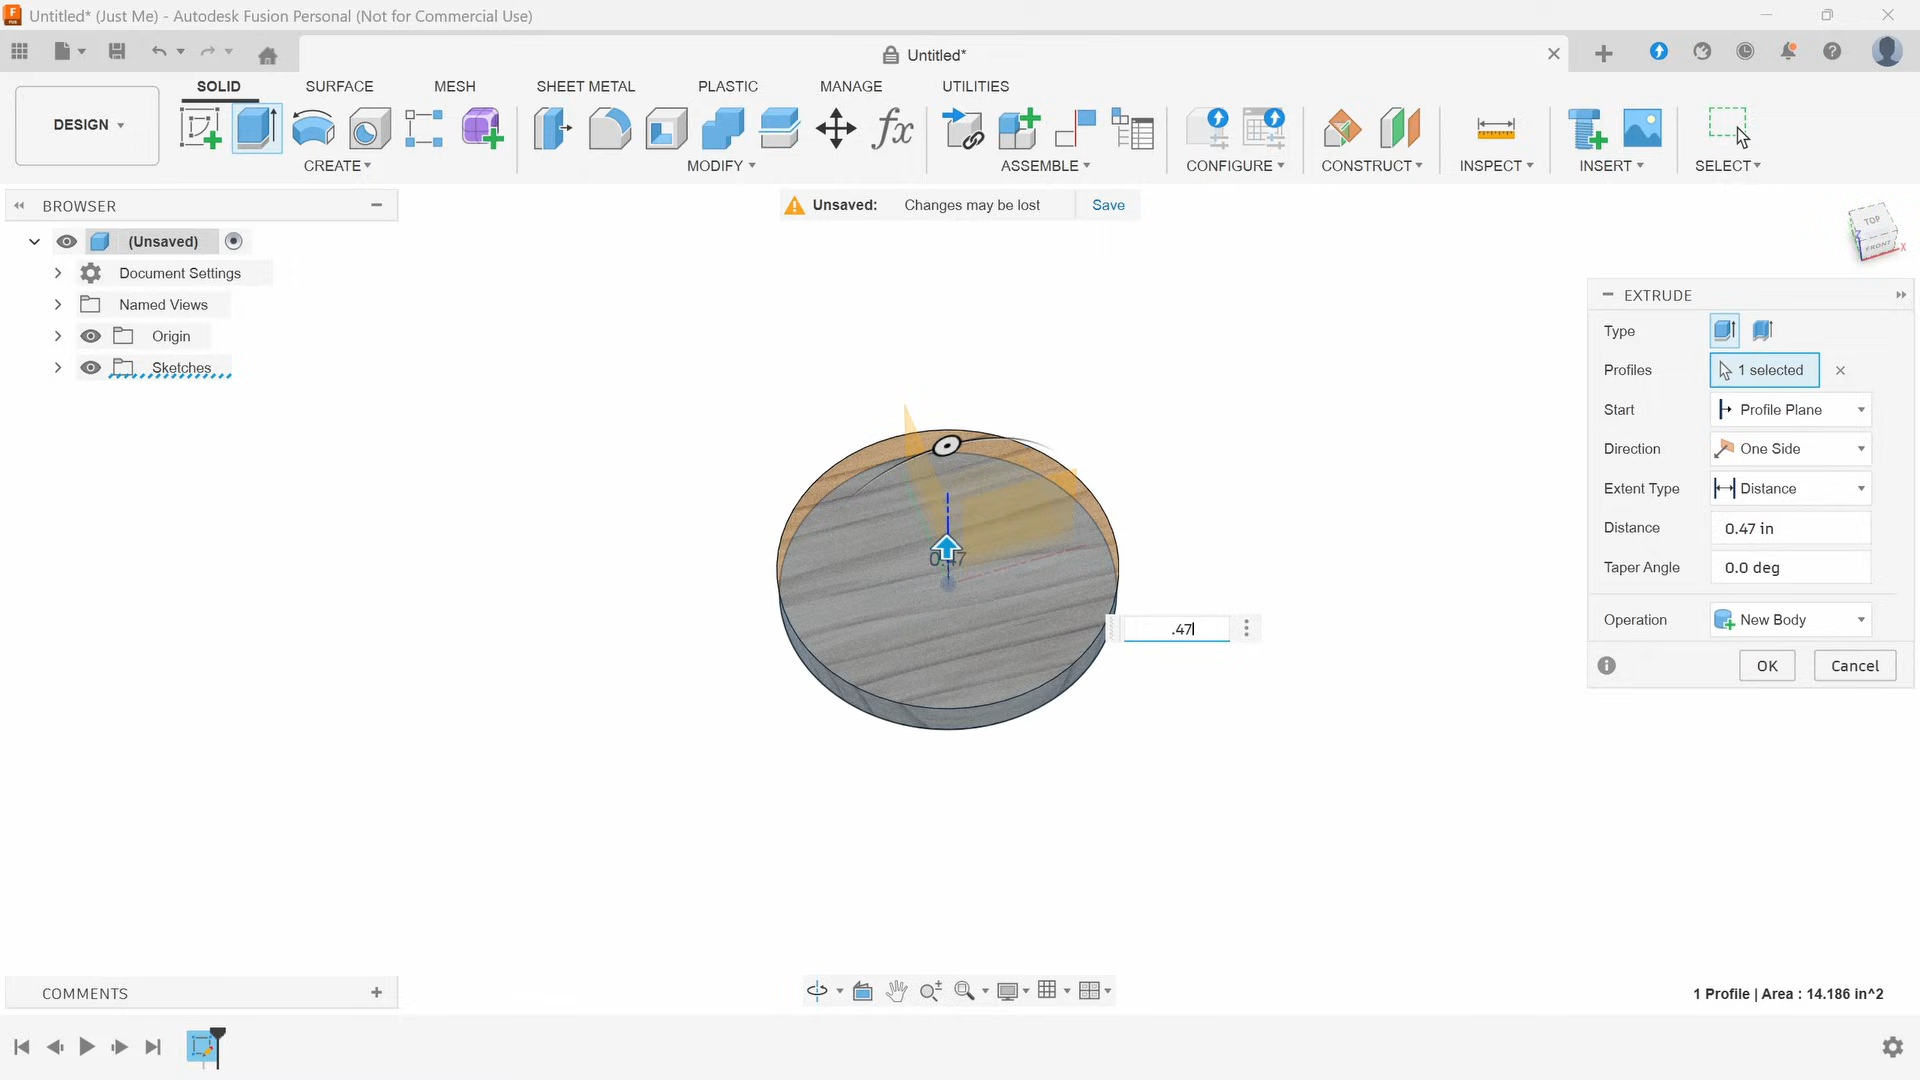 Untitled* (Just Me) - Autodesk Fusion Personal (Not for Commercial Use)
Untitled*
SOLID SURFACE MESH SHEET METAL PLASTIC MANAGE UTILITIES
DESIGN
CREATE MODIFY ASSEMBLE CONFIGURE CONSTRUCT INSPECT INSERT SELECT
BROWSER
Unsaved: Changes may be lost Save
(Unsaved)
Document Settings
Named Views
Origin
Sketches
TOP
FRONT
Z
X
EXTRUDE
Type
Profiles 1 selected
Start Profile Plane
Direction One Side
Extent Type Distance
Distance 0.47 in
Taper Angle 0.0 deg
Operation New Body
OK Cancel
0.47
.47
COMMENTS
1 Profile | Area : 14.186 in^2